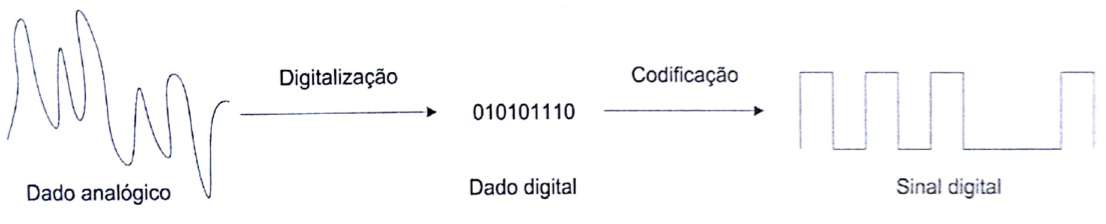 Digitalização
Codificação
010101110
Dado analógico
Dado digital
Sinal digital